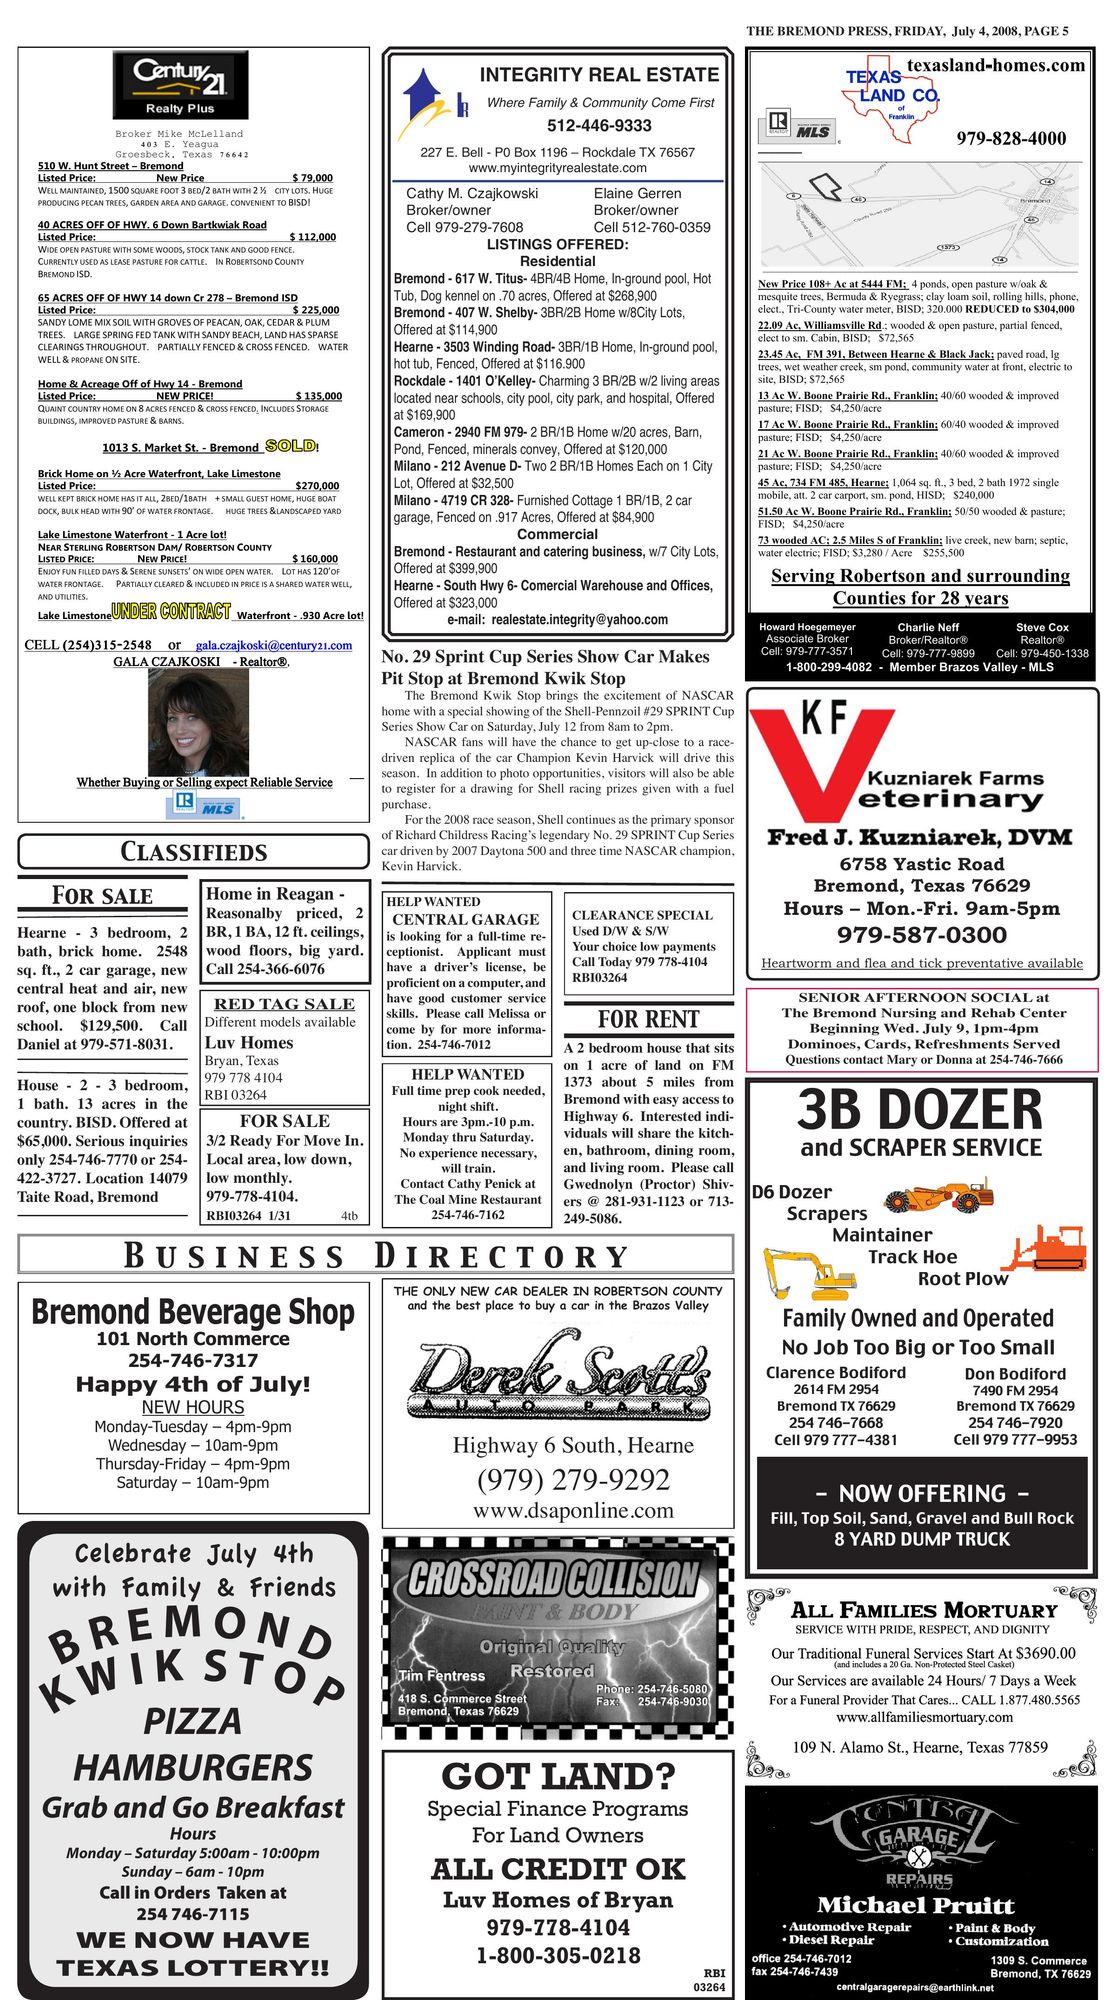 THE BREMOND PRESS, FRIDAY, July 4, 2008, PAGE 5
Century 21
Realty Plus
Broker Mike McLelland
403 E. Yeagua
Groesbeck, Texas 76642
510 W. Hunt Street – Bremond
Listed Price: New Price $ 79,000
Well maintained, 1500 square foot 3 bed/2 bath with 2 ½ city lots. Huge
producing pecan trees, garden area and garage. convenient to BISD!
40 ACRES OFF OF HWY. 6 Down Bartkwiak Road
Listed Price: $ 112,000
Wide open pasture with some woods, stock tank and good fence.
Currently used as lease pasture for cattle. In Robertsond County
Bremond ISD.
65 ACRES OFF OF HWY 14 down Cr 278 – Bremond ISD
Listed Price: $ 225,000
Sandy lome mix soil with groves of peacan, oak, cedar & plum
trees. Large spring fed tank with sandy beach, land has sparse
clearings throughout. Partially fenced & cross fenced. Water
well & propane on site.
Home & Acreage Off of Hwy 14 - Bremond
Listed Price: NEW PRICE! $ 135,000
Quaint country home on 8 acres fenced & cross fenced. Includes Storage
buildings, improved pasture & barns.
1013 S. Market St. - Bremond SOLD!
Brick Home on ½ Acre Waterfront, Lake Limestone
Listed Price: $270,000
well kept brick home has it all, 2bed/1bath + small guest home, huge boat
dock, bulk head with 90' of water frontage. huge trees &landscaped yard
Lake Limestone Waterfront - 1 Acre lot!
Near Sterling Robertson Dam/ Robertson County
Listed Price: New Price! $ 160,000
Enjoy fun filled days & Serene sunsets' on wide open water. Lot has 120'of
water frontage. Partially cleared & included in price is a shared water well,
and utilities.
Lake Limestone UNDER CONTRACT Waterfront - .930 Acre lot!
CELL (254)315-2548 or gala.czajkoski@century21.com
GALA CZAJKOSKI - Realtor®.
Whether Buying or Selling expect Reliable Service
R REALTOR MLS
INTEGRITY REAL ESTATE
Where Family & Community Come First
512-446-9333
227 E. Bell - P0 Box 1196 – Rockdale TX 76567
www.myintegrityrealestate.com
Cathy M. Czajkowski Elaine Gerren
Broker/owner Broker/owner
Cell 979-279-7608 Cell 512-760-0359
LISTINGS OFFERED:
Residential
Bremond - 617 W. Titus- 4BR/4B Home, In-ground pool, Hot
Tub, Dog kennel on .70 acres, Offered at $268,900
Bremond - 407 W. Shelby- 3BR/2B Home w/8City Lots,
Offered at $114,900
Hearne - 3503 Winding Road- 3BR/1B Home, In-ground pool,
hot tub, Fenced, Offered at $116.900
Rockdale - 1401 O'Kelley- Charming 3 BR/2B w/2 living areas
located near schools, city pool, city park, and hospital, Offered
at $169,900
Cameron - 2940 FM 979- 2 BR/1B Home w/20 acres, Barn,
Pond, Fenced, minerals convey, Offered at $120,000
Milano - 212 Avenue D- Two 2 BR/1B Homes Each on 1 City
Lot, Offered at $32,500
Milano - 4719 CR 328- Furnished Cottage 1 BR/1B, 2 car
garage, Fenced on .917 Acres, Offered at $84,900
Commercial
Bremond - Restaurant and catering business, w/7 City Lots,
Offered at $399,900
Hearne - South Hwy 6- Comercial Warehouse and Offices,
Offered at $323,000
e-mail: realestate.integrity@yahoo.com
texasland-homes.com
TEXAS
LAND CO.
of
Franklin
R MLS
979-828-4000
6
46
14
Bremond
46
1373
14
New Price 108+ Ac at 5444 FM; 4 ponds, open pasture w/oak &
mesquite trees, Bermuda & Ryegrass; clay loam soil, rolling hills, phone,
elect., Tri-County water meter, BISD; 320.000 REDUCED to $304,000
22.09 Ac, Williamsville Rd.; wooded & open pasture, partial fenced,
elect to sm. Cabin, BISD; $72,565
23.45 Ac, FM 391, Between Hearne & Black Jack; paved road, lg
trees, wet weather creek, sm pond, community water at front, electric to
site, BISD; $72,565
13 Ac W. Boone Prairie Rd., Franklin; 40/60 wooded & improved
pasture; FISD; $4,250/acre
17 Ac W. Boone Prairie Rd., Franklin; 60/40 wooded & improved
pasture; FISD; $4,250/acre
21 Ac W. Boone Prairie Rd., Franklin; 40/60 wooded & improved
pasture; FISD; $4,250/acre
45 Ac, 734 FM 485, Hearne; 1,064 sq. ft., 3 bed, 2 bath 1972 single
mobile, att. 2 car carport, sm. pond, HISD; $240,000
51.50 Ac W. Boone Prairie Rd., Franklin; 50/50 wooded & pasture;
FISD; $4,250/acre
73 wooded AC; 2.5 Miles S of Franklin; live creek, new barn; septic,
water electric; FISD; $3,280 / Acre $255,500
Serving Robertson and surrounding
Counties for 28 years
Howard Hoegemeyer Charlie Neff Steve Cox
Associate Broker Broker/Realtor® Realtor®
Cell: 979-777-3571 Cell: 979-777-9899 Cell: 979-450-1338
1-800-299-4082 - Member Brazos Valley - MLS
No. 29 Sprint Cup Series Show Car Makes
Pit Stop at Bremond Kwik Stop
The Bremond Kwik Stop brings the excitement of NASCAR
home with a special showing of the Shell-Pennzoil #29 SPRINT Cup
Series Show Car on Saturday, July 12 from 8am to 2pm.
NASCAR fans will have the chance to get up-close to a race-
driven replica of the car Champion Kevin Harvick will drive this
season. In addition to photo opportunities, visitors will also be able
to register for a drawing for Shell racing prizes given with a fuel
purchase.
For the 2008 race season, Shell continues as the primary sponsor
of Richard Childress Racing's legendary No. 29 SPRINT Cup Series
car driven by 2007 Daytona 500 and three time NASCAR champion,
Kevin Harvick.
KF
Kuzniarek Farms
Veterinary
Fred J. Kuzniarek, DVM
6758 Yastic Road
Bremond, Texas 76629
Hours – Mon.-Fri. 9am-5pm
979-587-0300
Heartworm and flea and tick preventative available
SENIOR AFTERNOON SOCIAL at
The Bremond Nursing and Rehab Center
Beginning Wed. July 9, 1pm-4pm
Dominoes, Cards, Refreshments Served
Questions contact Mary or Donna at 254-746-7666
Classifieds
For sale
Hearne - 3 bedroom, 2
bath, brick home. 2548
sq. ft., 2 car garage, new
central heat and air, new
roof, one block from new
school. $129,500. Call
Daniel at 979-571-8031.
House - 2 - 3 bedroom,
1 bath. 13 acres in the
country. BISD. Offered at
$65,000. Serious inquiries
only 254-746-7770 or 254-
422-3727. Location 14079
Taite Road, Bremond
Home in Reagan -
Reasonalby priced, 2
BR, 1 BA, 12 ft. ceilings,
wood floors, big yard.
Call 254-366-6076
RED TAG SALE
Different models available
Luv Homes
Bryan, Texas
979 778 4104
RBI 03264
FOR SALE
3/2 Ready For Move In.
Local area, low down,
low monthly.
979-778-4104.
RBI03264 1/31 4tb
HELP WANTED
CENTRAL GARAGE
is looking for a full-time re-
ceptionist. Applicant must
have a driver's license, be
proficient on a computer, and
have good customer service
skills. Please call Melissa or
come by for more informa-
tion. 254-746-7012
HELP WANTED
Full time prep cook needed,
night shift.
Hours are 3pm.-10 p.m.
Monday thru Saturday.
No experience necessary,
will train.
Contact Cathy Penick at
The Coal Mine Restaurant
254-746-7162
CLEARANCE SPECIAL
Used D/W & S/W
Your choice low payments
Call Today 979 778-4104
RBI03264
FOR RENT
A 2 bedroom house that sits
on 1 acre of land on FM
1373 about 5 miles from
Bremond with easy access to
Highway 6. Interested indi-
viduals will share the kitch-
en, bathroom, dining room,
and living room. Please call
Gwednolyn (Proctor) Shiv-
ers @ 281-931-1123 or 713-
249-5086.
3B DOZER
and SCRAPER SERVICE
D6 Dozer
Scrapers
Maintainer
Track Hoe
Root Plow
Family Owned and Operated
No Job Too Big or Too Small
Clarence Bodiford Don Bodiford
2614 FM 2954 7490 FM 2954
Bremond TX 76629 Bremond TX 76629
254 746-7668 254 746-7920
Cell 979 777-4381 Cell 979 777-9953
- NOW OFFERING -
Fill, Top Soil, Sand, Gravel and Bull Rock
8 YARD DUMP TRUCK
Business Directory
Bremond Beverage Shop
101 North Commerce
254-746-7317
Happy 4th of July!
NEW HOURS
Monday-Tuesday – 4pm-9pm
Wednesday – 10am-9pm
Thursday-Friday – 4pm-9pm
Saturday – 10am-9pm
THE ONLY NEW CAR DEALER IN ROBERTSON COUNTY
and the best place to buy a car in the Brazos Valley
Derek Scott's
AUTO PARK
Highway 6 South, Hearne
(979) 279-9292
www.dsaponline.com
Celebrate July 4th
with Family & Friends
BREMOND
KWIK STOP
PIZZA
HAMBURGERS
Grab and Go Breakfast
Hours
Monday – Saturday 5:00am - 10:00pm
Sunday – 6am - 10pm
Call in Orders Taken at
254 746-7115
WE NOW HAVE
TEXAS LOTTERY!!
CROSSROAD COLLISION
PAINT & BODY
Original Quality
Restored
Tim Fentress
418 S. Commerce Street
Bremond, Texas 76629
Phone: 254-746-5080
Fax: 254-746-9030
GOT LAND?
Special Finance Programs
For Land Owners
ALL CREDIT OK
Luv Homes of Bryan
979-778-4104
1-800-305-0218
RBI
03264
All Families Mortuary
SERVICE WITH PRIDE, RESPECT, AND DIGNITY
Our Traditional Funeral Services Start At $3690.00
(and includes a 20 Ga. Non-Protected Steel Casket)
Our Services are available 24 Hours/ 7 Days a Week
For a Funeral Provider That Cares... CALL 1.877.480.5565
www.allfamiliesmortuary.com
109 N. Alamo St., Hearne, Texas 77859
CENTRAL
GARAGE
REPAIRS
Michael Pruitt
• Automotive Repair • Paint & Body
• Diesel Repair • Customization
office 254-746-7012 1309 S. Commerce
fax 254-746-7439 Bremond, TX 76629
centralgaragerepairs@earthlink.net